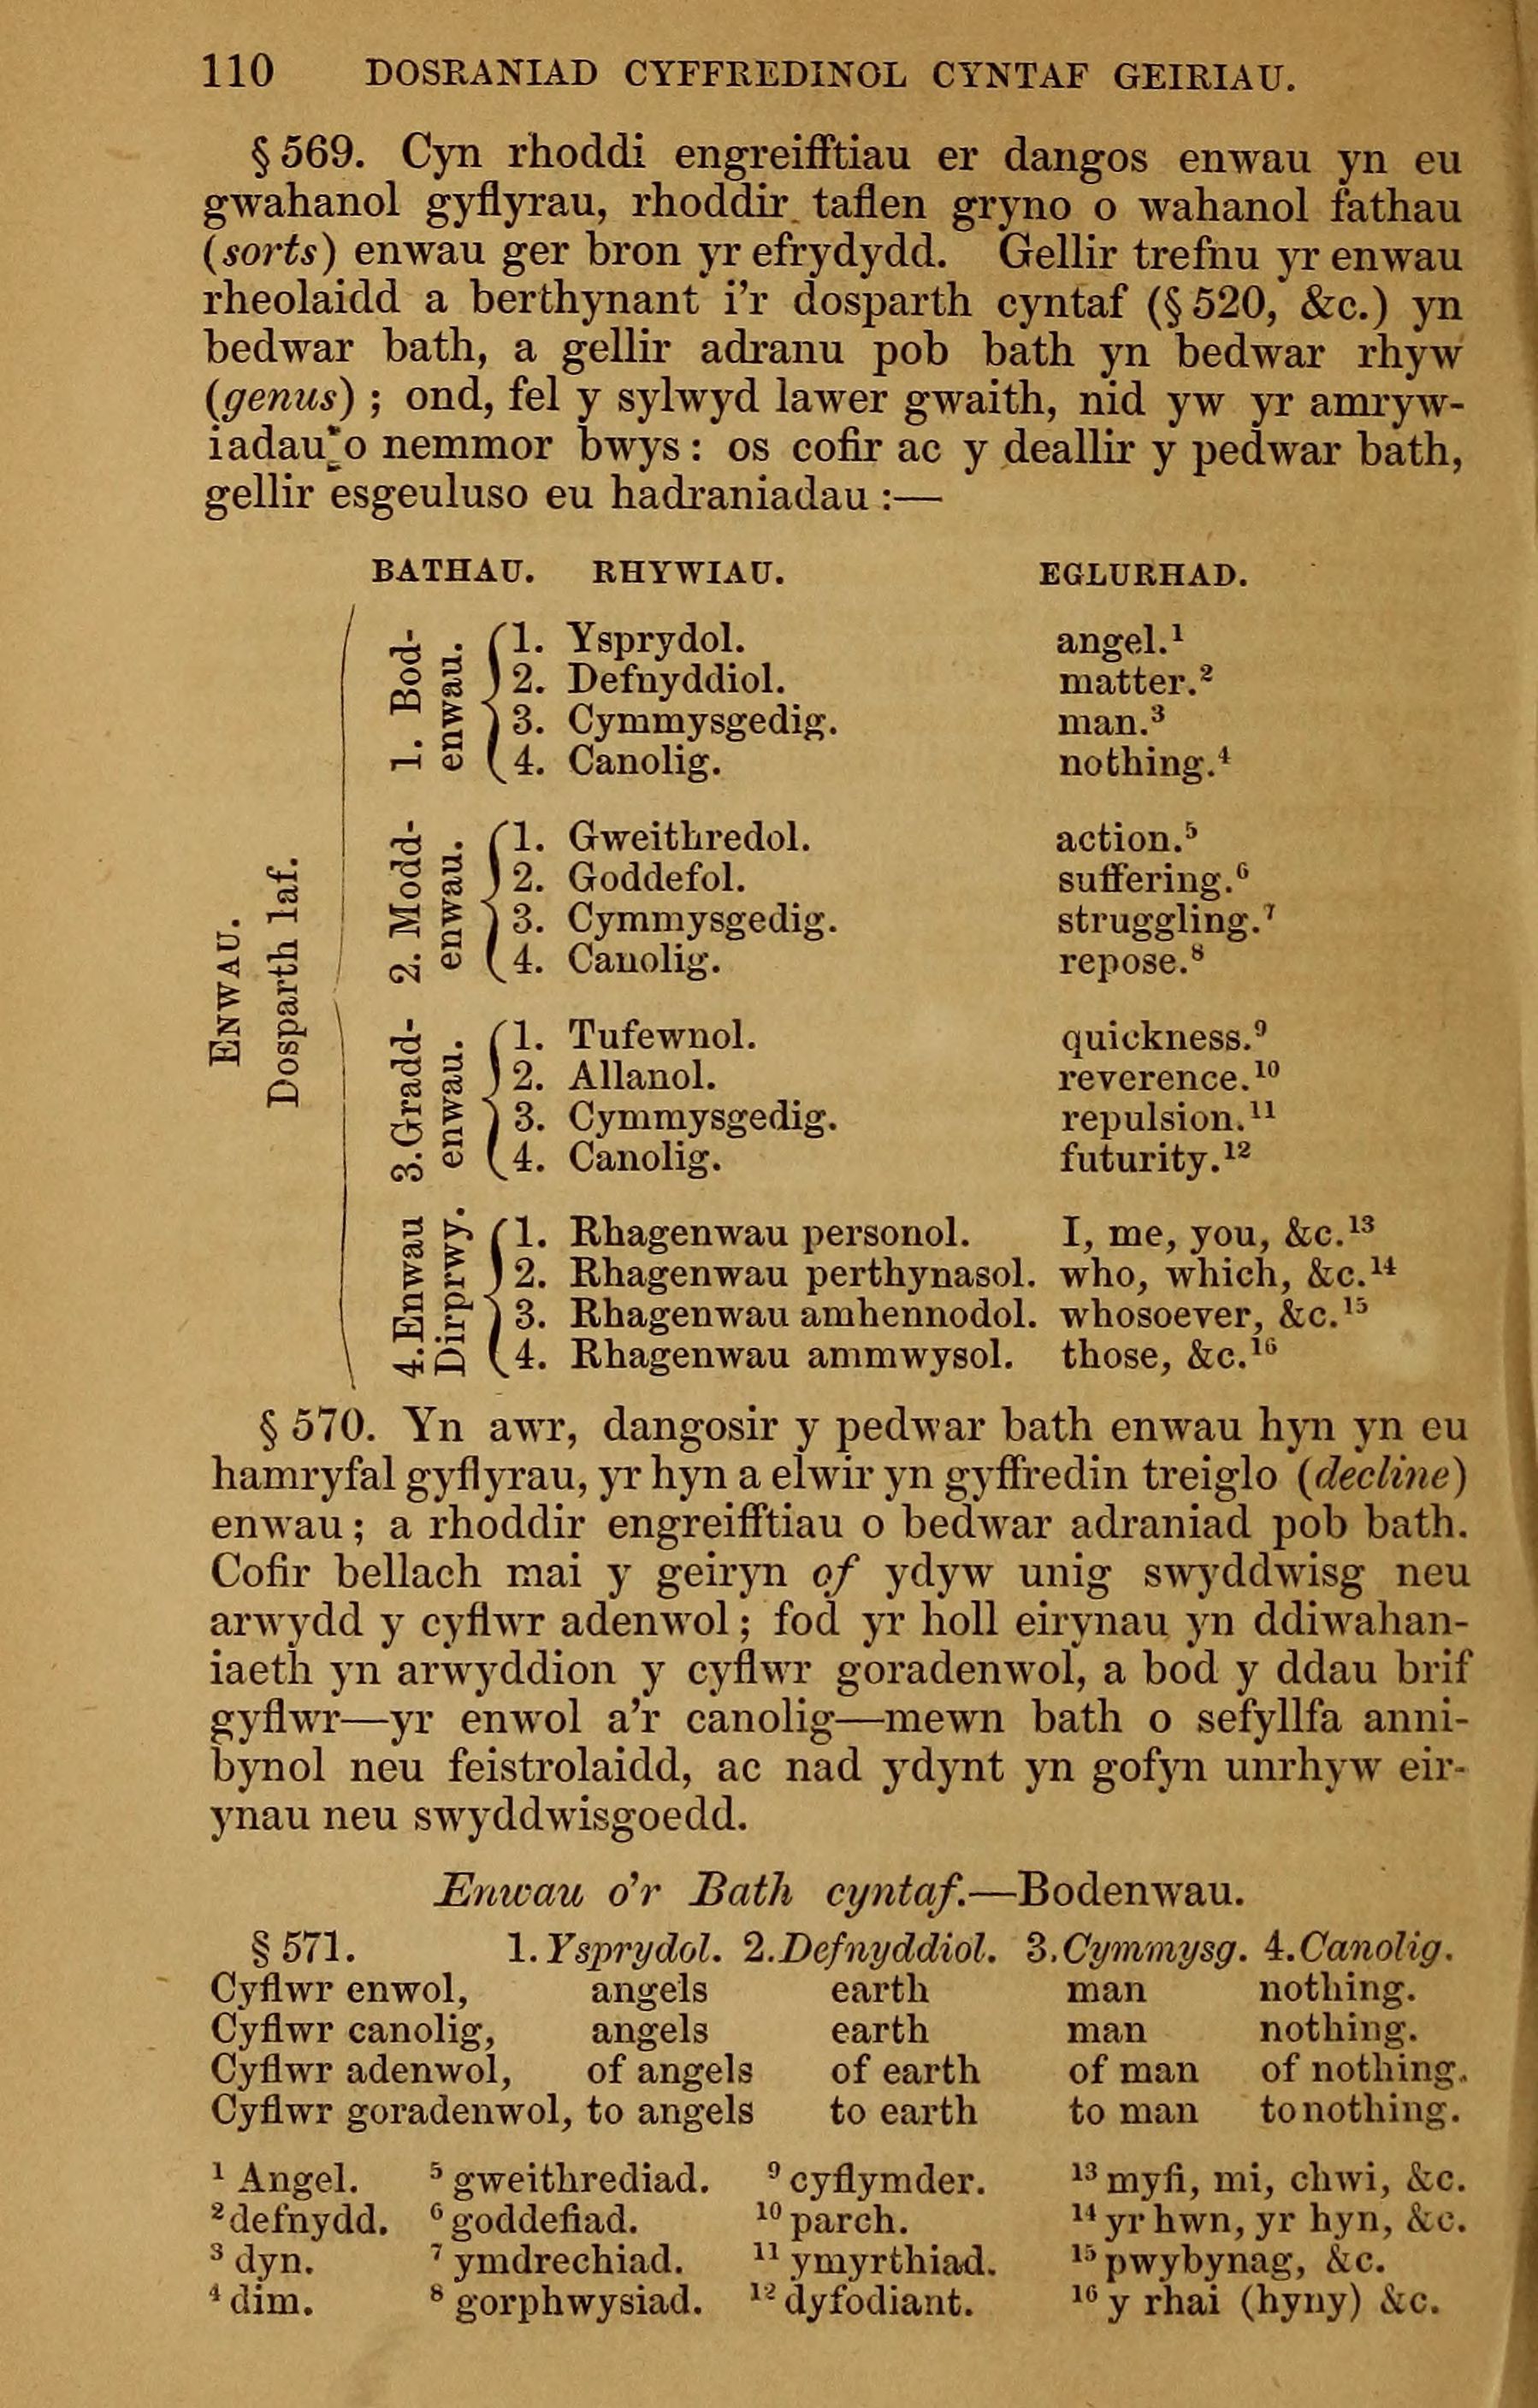 110 DOSRANIAD CYFFREDINOL CYNTAF GEIRIAU.
§ 569. Cyn rhoddi engreifftiau er dangos enwau yn eu
gwahanol gyflyrau, rhoddir taflen gryno o wahanol fathau
(sorts) enwau ger bron yr efrydydd. Gellir trefnu yr enwau
rheolaidd a berthynant i'r dosparth cyntaf (§ 520, &c.) yn
bedwar bath, a gellir adranu pob bath yn bedwar rhyw
(genus) ; ond, fel y sylwyd lawer gwaith, nid yw yr amryw-
iadau o nemmor bwys : os cofir ac y deallir y pedwar bath,
gellir esgeuluso eu hadraniadau :—
BATHAU. RHYWIAU. EGLURHAD.
ENWAU.
Dosparth 1af.
1. Bod-
enwau.
1. Ysprydol. angel.¹
2. Defnyddiol. matter.²
3. Cymmysgedig. man.³
4. Canolig. nothing.⁴
2. Modd-
enwau.
1. Gweithredol. action.⁵
2. Goddefol. suffering.⁶
3. Cymmysgedig. struggling.⁷
4. Canolig. repose.⁸
3. Gradd-
enwau.
1. Tufewnol. quickness.⁹
2. Allanol. reverence.¹⁰
3. Cymmysgedig. repulsion.¹¹
4. Canolig. futurity.¹²
4. Enwau
Dirprwy.
1. Rhagenwau personol. I, me, you, &c.¹³
2. Rhagenwau perthynasol. who, which, &c.¹⁴
3. Rhagenwau amhennodol. whosoever, &c.¹⁵
4. Rhagenwau ammwysol. those, &c.¹⁶
§ 570. Yn awr, dangosir y pedwar bath enwau hyn yn eu
hamryfal gyflyrau, yr hyn a elwir yn gyffredin treiglo (decline)
enwau ; a rhoddir engreifftiau o bedwar adraniad pob bath.
Cofir bellach mai y geiryn of ydyw unig swyddwisg neu
arwydd y cyflwr adenwol ; fod yr holl eirynau yn ddiwahan-
iaeth yn arwyddion y cyflwr goradenwol, a bod y ddau brif
gyflwr—yr enwol a'r canolig—mewn bath o sefyllfa anni-
bynol neu feistrolaidd, ac nad ydynt yn gofyn unrhyw eir-
ynau neu swyddwisgoedd.
Enwau o'r Bath cyntaf.—Bodenwau.
§ 571. 1. Ysprydol. 2. Defnyddiol. 3. Cymmysg. 4. Canolig.
Cyflwr enwol, angels earth man nothing.
Cyflwr canolig, angels earth man nothing.
Cyflwr adenwol, of angels of earth of man of nothing.
Cyflwr goradenwol, to angels to earth to man to nothing.
¹ Angel. ⁵ gweithrediad. ⁹ cyflymder. ¹³ myfi, mi, chwi, &c.
² defnydd. ⁶ goddefiad. ¹⁰ parch. ¹⁴ yr hwn, yr hyn, &c.
³ dyn. ⁷ ymdrechiad. ¹¹ ymyrthiad. ¹⁵ pwybynag, &c.
⁴ dim. ⁸ gorphwysiad. ¹² dyfodiant. ¹⁶ y rhai (hyny) &c.